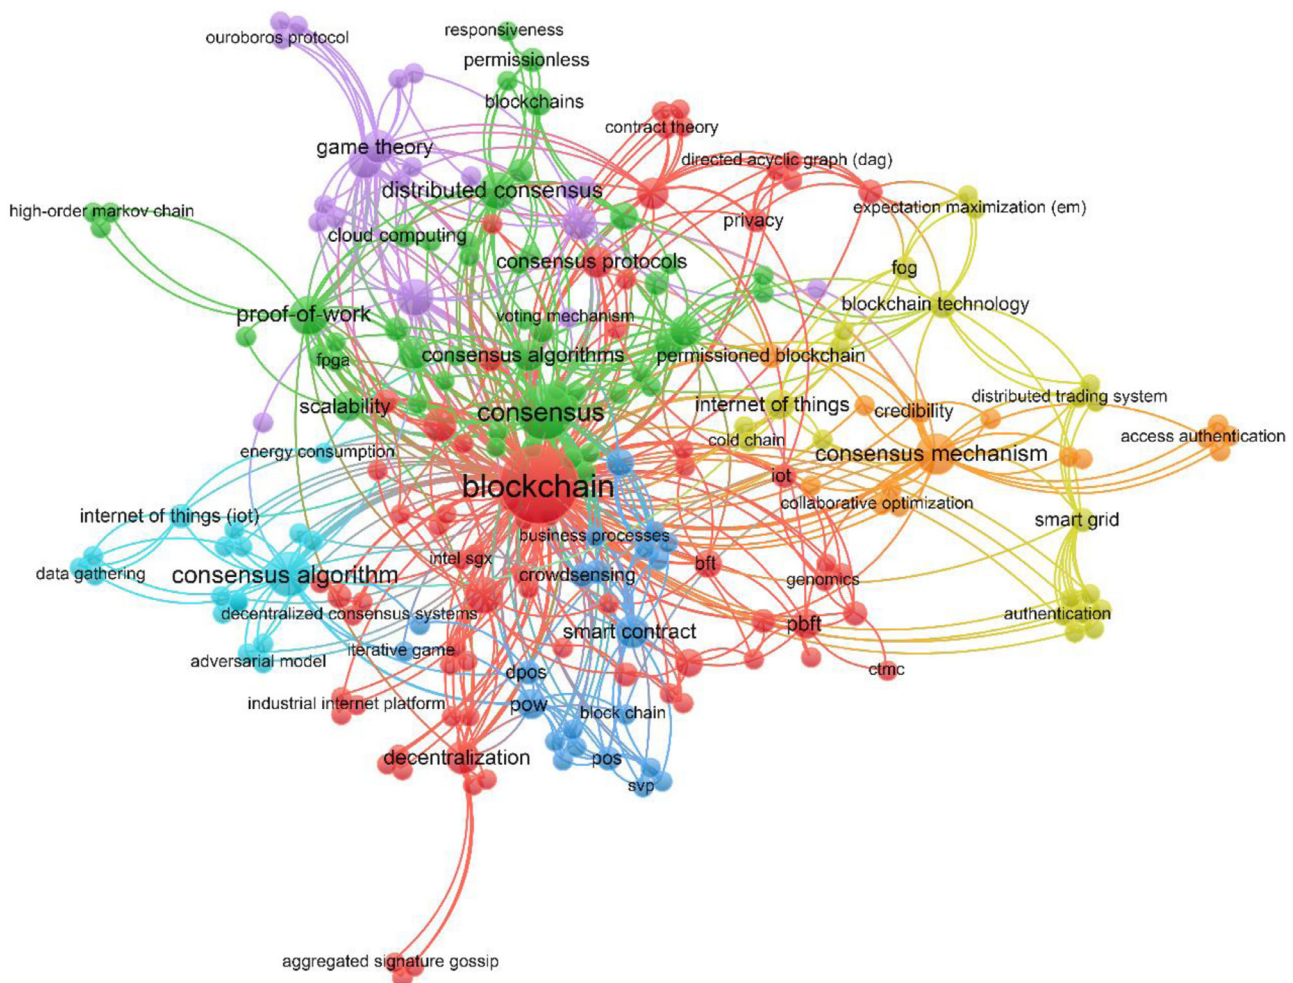 responsiveness
ouroboros protocol
permissionless
blockchains
contract theory
game theory
directed acyclic graph (dag)
distributed consensus
high-order markov chain
expectation maximization (em)
privacy
cloud computing
consensus protocols
fog
blockchain technology
proof-of-work
voting mechanism
fpga
consensus algorithms
permissioned blockchain
distributed trading system
scalability
consensus
internet of things
credibility
access authentication
cold chain
energy consumption
consensus mechanism
iot
blockchain
collaborative optimization
internet of things (iot)
smart grid
business processes
intel sgx
bft
data gathering
consensus algorithm
crowdsensing
genomics
decentralized consensus systems
authentication
smart contract
pbft
iterative game
adversarial model
dpos
ctmc
industrial internet platform
pow
block chain
decentralization
pos
svp
aggregated signature gossip